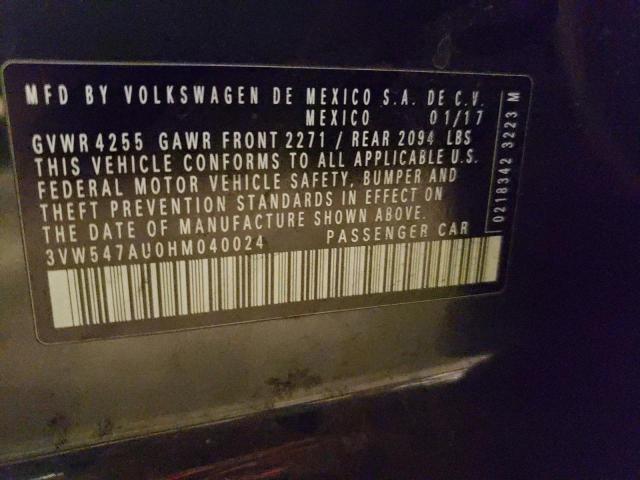 MFD BY VOLKSWAGEN DE MEXICO S.A. DE C.V.
MEXICO 01/17
GVWR 4255 GAWR FRONT 2271 / REAR 2094 LBS
THIS VEHICLE CONFORMS TO ALL APPLICABLE U.S.
FEDERAL MOTOR VEHICLE SAFETY, BUMPER AND
THEFT PREVENTION STANDARDS IN EFFECT ON
THE DATE OF MANUFACTURE SHOWN ABOVE.
3VW547AU0HM040024 PASSENGER CAR
0218342 3223 M